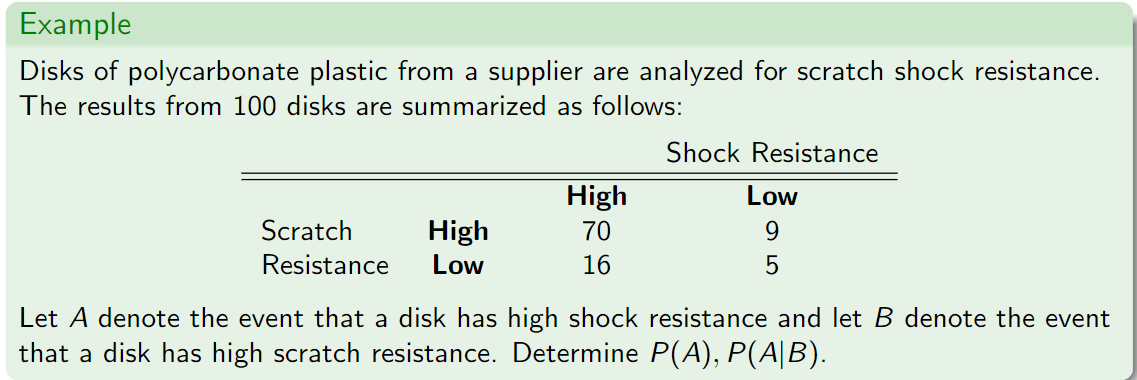 Example
Disks of polycarbonate plastic from a supplier are analyzed for scratch shock resistance.
The results from 100 disks are summarized as follows:
Shock Resistance
High Low
Scratch High 70 9
Resistance Low 16 5
Let A denote the event that a disk has high shock resistance and let B denote the event
that a disk has high scratch resistance. Determine P(A), P(A|B).